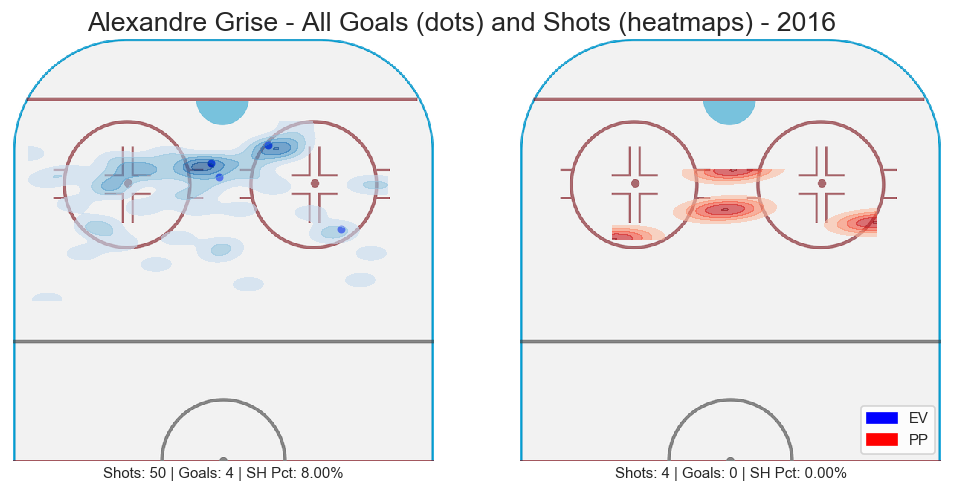 Alexandre Grise - All Goals (dots) and Shots (heatmaps) - 2016
EV
PP
Shots: 50 | Goals: 4 | SH Pct: 8.00%
Shots: 4 | Goals: 0 | SH Pct: 0.00%